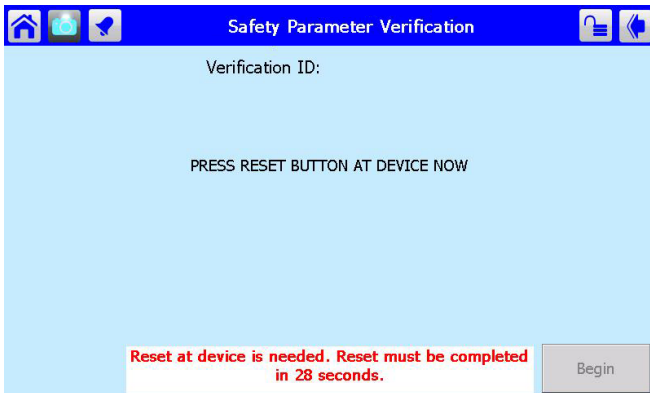 Safety Parameter Verification
Verification ID:
PRESS RESET BUTTON AT DEVICE NOW
Reset at device is needed. Reset must be completed
in 28 seconds.
Begin